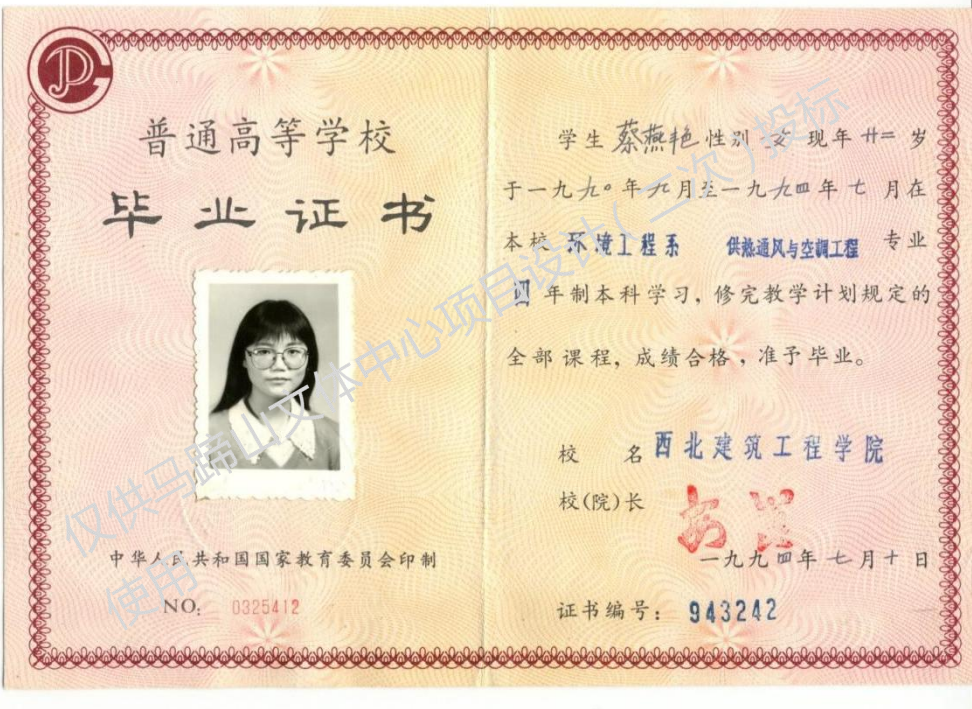 普通高等学校
毕业证书
中华人民共和国国家教育委员会印制
NO: 0325412
学生 蔡燕艳 性别 女 现年 廿二 岁
于一九九〇年九月至一九九四年七月在
本校 环境工程系 供热通风与空调工程 专业
四年制本科学习，修完教学计划规定的
全部课程，成绩合格，准予毕业。
校 名 西北建筑工程学院
校(院)长
一九九四年七月十日
证书编号: 943242
仅供马蹄山文体中心项目设计（二次）投标
使用